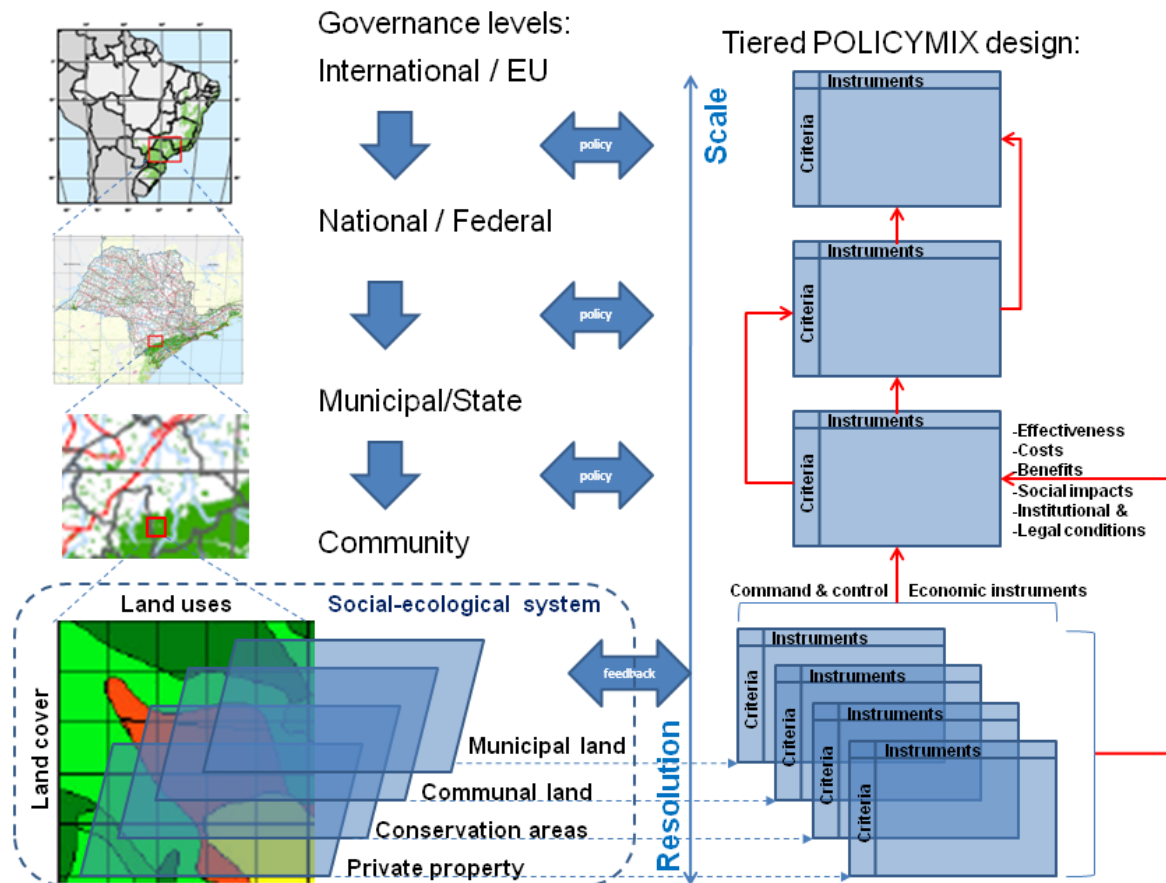 Governance levels:
International / EU
policy
National / Federal
policy
Municipal/State
policy
Community
Land uses
Social-ecological system
Land cover
feedback
Municipal land
Communal land
Conservation areas
Private property
Scale
Resolution
Tiered POLICYMIX design:
Instruments
Criteria
Instruments
Criteria
Instruments
Criteria
-Effectiveness
-Costs
-Benefits
-Social impacts
-Institutional &
-Legal conditions
Command & control
Economic instruments
Instruments
Criteria
Instruments
Criteria
Instruments
Criteria
Instruments
Criteria